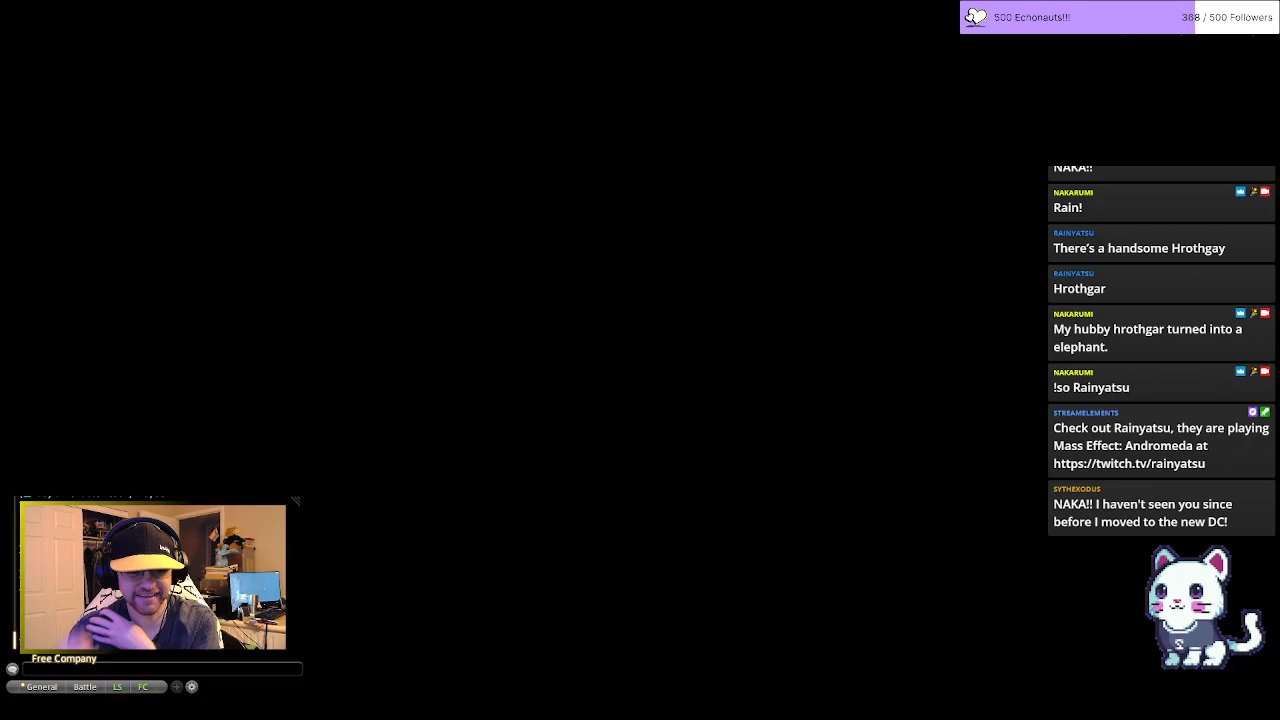 500 Echonauts!!!
368 / 500 Followers
NAKA!!
NAKARUMI
Rain!
RAINYATSU
There's a handsome Hrothgay
RAINYATSU
Hrothgar
NAKARUMI
My hubby hrothgar turned into a
elephant.
NAKARUMI
!so Rainyatsu
STREAMELEMENTS
Check out Rainyatsu, they are playing
Mass Effect: Andromeda at
https://twitch.tv/rainyatsu
SYTHEXODUS
NAKA!! I haven't seen you since
before I moved to the new DC!
Free Company
General
Battle
LS
FC